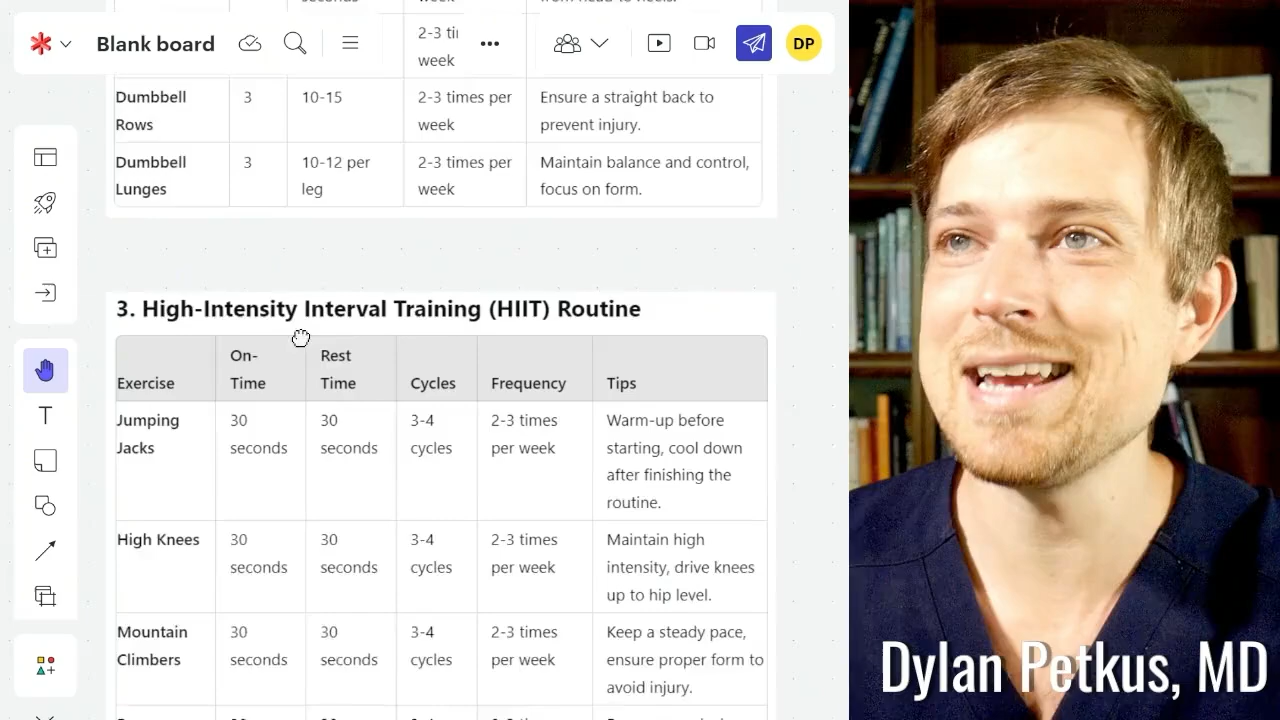 seconds
week
from head to heels.
Blank board
DP
2-3 ti
week
Dumbbell
Rows
3
10-15
2-3 times per
week
Ensure a straight back to
prevent injury.
Dumbbell
Lunges
3
10-12 per
leg
2-3 times per
week
Maintain balance and control,
focus on form.
3. High-Intensity Interval Training (HIIT) Routine
Exercise
On-
Time
Rest
Time
Cycles
Frequency
Tips
Jumping
Jacks
30
seconds
30
seconds
3-4
cycles
2-3 times
per week
Warm-up before
starting, cool down
after finishing the
routine.
High Knees
30
seconds
30
seconds
3-4
cycles
2-3 times
per week
Maintain high
intensity, drive knees
up to hip level.
Mountain
Climbers
30
seconds
30
seconds
3-4
cycles
2-3 times
per week
Keep a steady pace,
ensure proper form to
avoid injury.
T
Dylan Petkus, MD